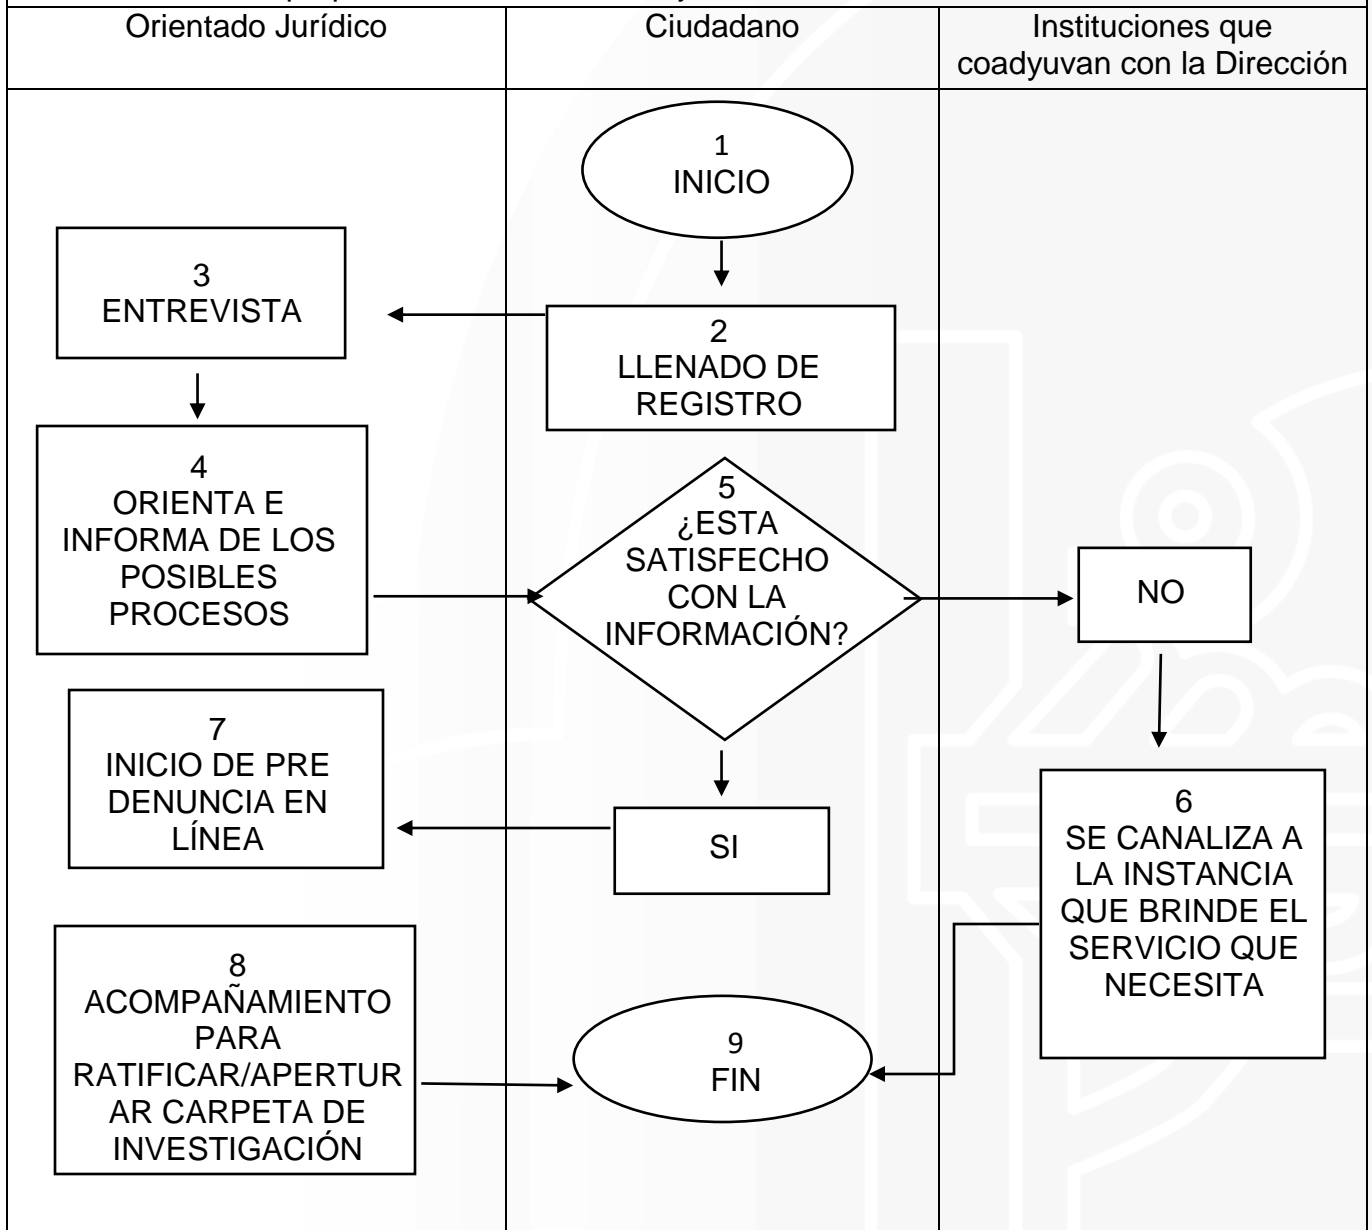 Orientado Jurídico
Ciudadano
Instituciones que
coadyuvan con la Dirección
1
INICIO
2
LLENADO DE
REGISTRO
3
ENTREVISTA
4
ORIENTA E
INFORMA DE LOS
POSIBLES
PROCESOS
5
¿ESTA
SATISFECHO
CON LA
INFORMACIÓN?
NO
SI
6
SE CANALIZA A
LA INSTANCIA
QUE BRINDE EL
SERVICIO QUE
NECESITA
7
INICIO DE PRE
DENUNCIA EN
LÍNEA
8
ACOMPAÑAMIENTO
PARA
RATIFICAR/APERTUR
AR CARPETA DE
INVESTIGACIÓN
9
FIN